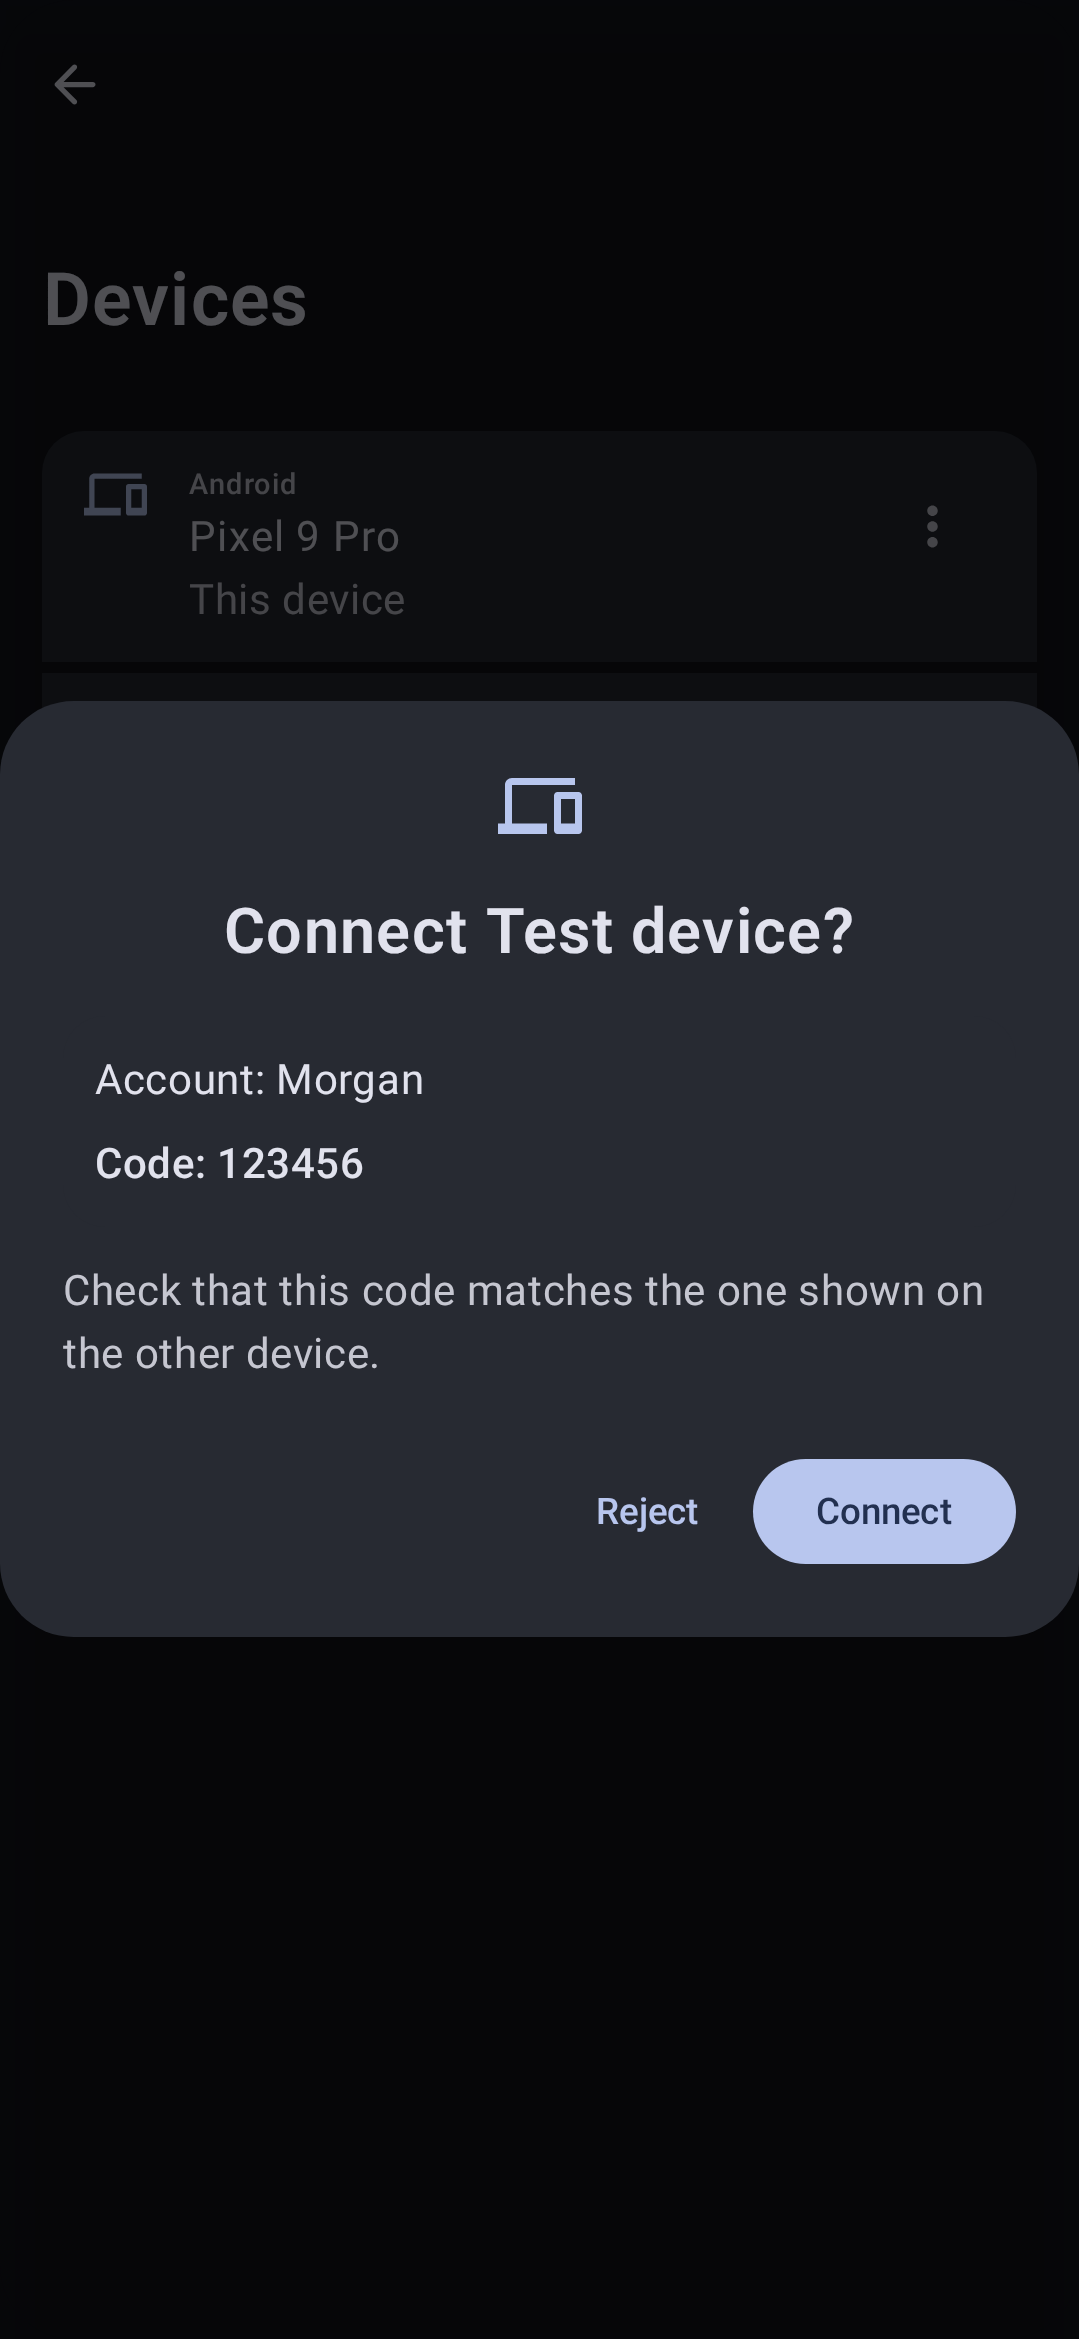 Devices
Android
Pixel 9 Pro
This device
Connect Test device?
Account: Morgan
Code: 123456
Check that this code matches the one shown on
the other device.
Reject
Connect